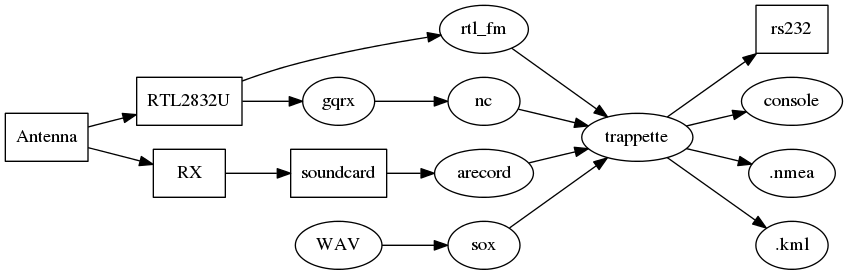 Antenna
RTL2832U
RX
gqrx
soundcard
WAV
rtl_fm
nc
arecord
sox
trappette
rs232
console
.nmea
.kml